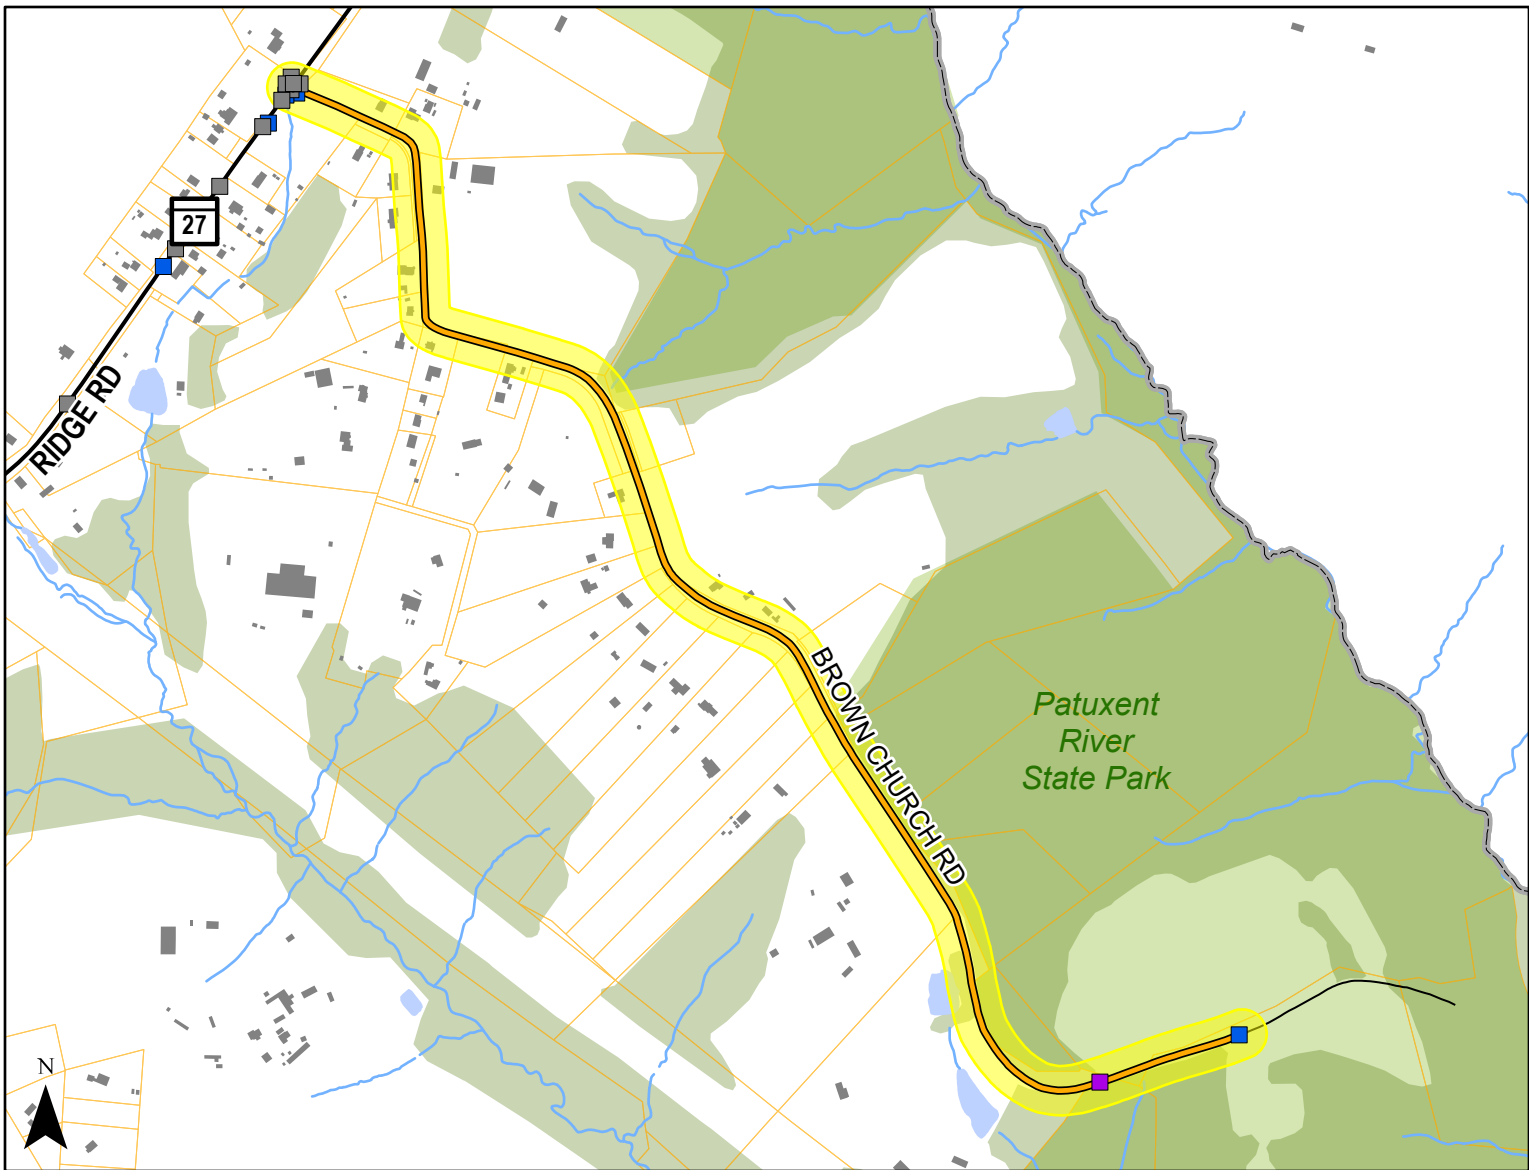 27
RIDGE RD
BROWN CHURCH RD
Patuxent
River
State Park
N